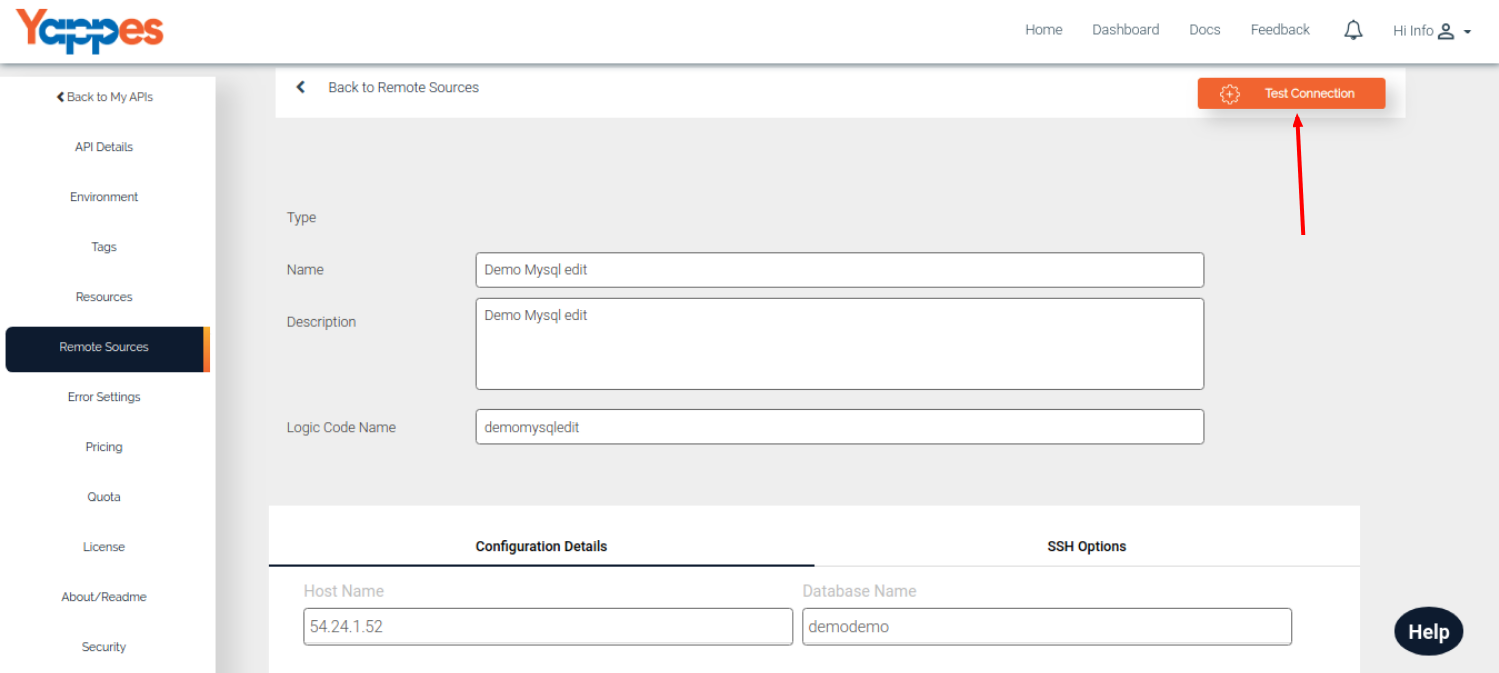 Yappes
Home Dashboard Docs Feedback Hi Info
Back to My APIs
API Details
Environment
Tags
Resources
Remote Sources
Error Settings
Pricing
Quota
License
About/Readme
Security
Back to Remote Sources
Test Connection
Type
Name Demo Mysql edit
Description Demo Mysql edit
Logic Code Name demomysqledit
Configuration Details SSH Options
Host Name Database Name
54.24.1.52 demodemo
Help